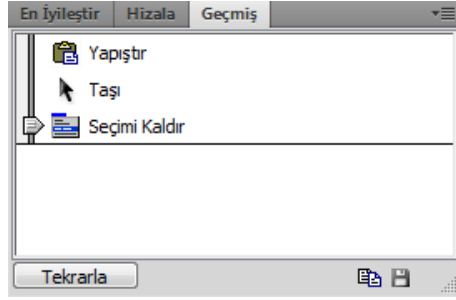 En İyileştir Hizala Geçmiş
Yapıştır
Taşı
Seçimi Kaldır
Tekrarla